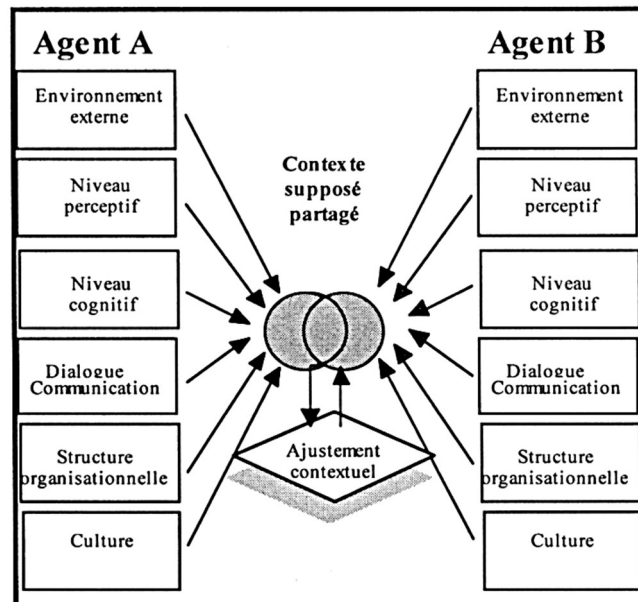 Agent A
Agent B
Environnement
externe
Niveau
perceptif
Niveau
cognitif
Dialogue
Communication
Structure
organisationnelle
Culture
Contexte
supposé
partagé
Ajustement
contextuel
Environnement
externe
Niveau
perceptif
Niveau
cognitif
Dialogue
Communication
Structure
organisationnelle
Culture